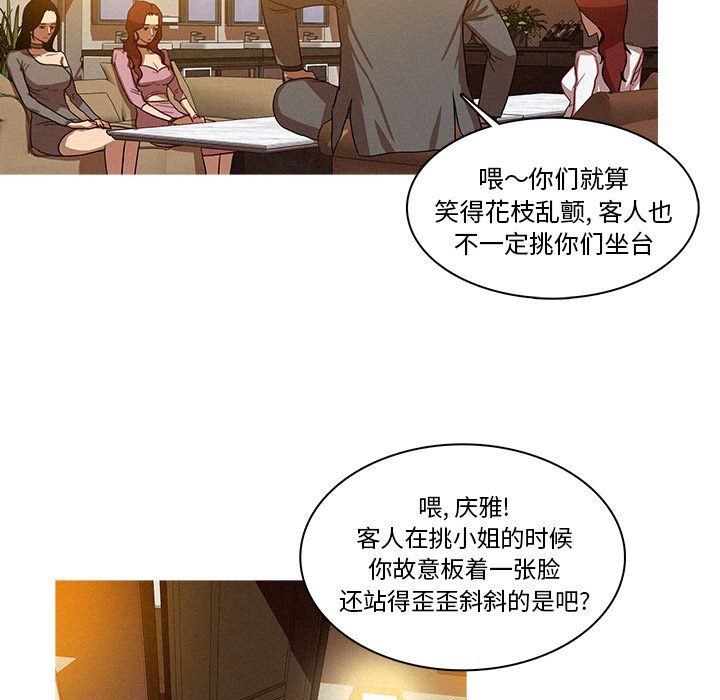 喂～你们就算
笑得花枝乱颤, 客人也
不一定挑你们坐台
喂, 庆雅!
客人在挑小姐的时候
你故意板着一张脸
还站得歪歪斜斜的是吧?